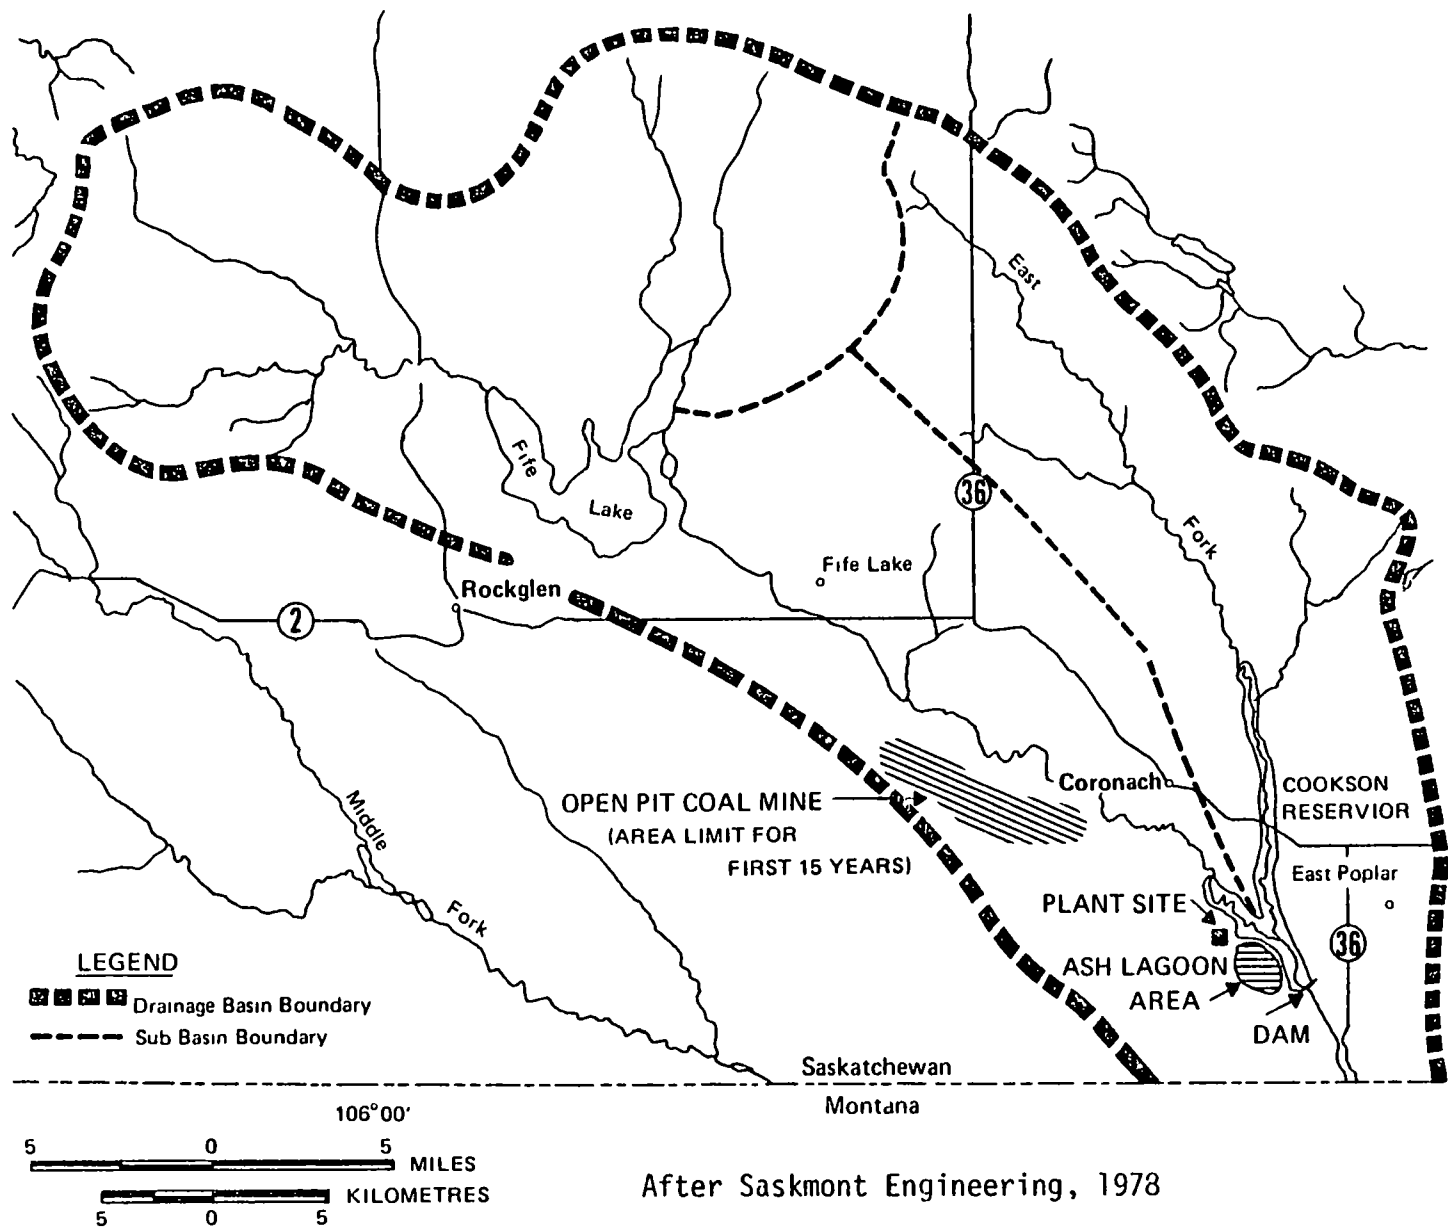 East
Fife
Lake
36
Fork
Fife Lake
Rockglen
2
Coronach
COOKSON
RESERVIOR
OPEN PIT COAL MINE
(AREA LIMIT FOR
FIRST 15 YEARS)
Middle
Fork
East Poplar
PLANT SITE
36
ASH LAGOON
AREA
DAM
LEGEND
Drainage Basin Boundary
Sub Basin Boundary
Saskatchewan
Montana
106°00'
5 0 5
MILES
KILOMETRES
5 0 5
After Saskmont Engineering, 1978